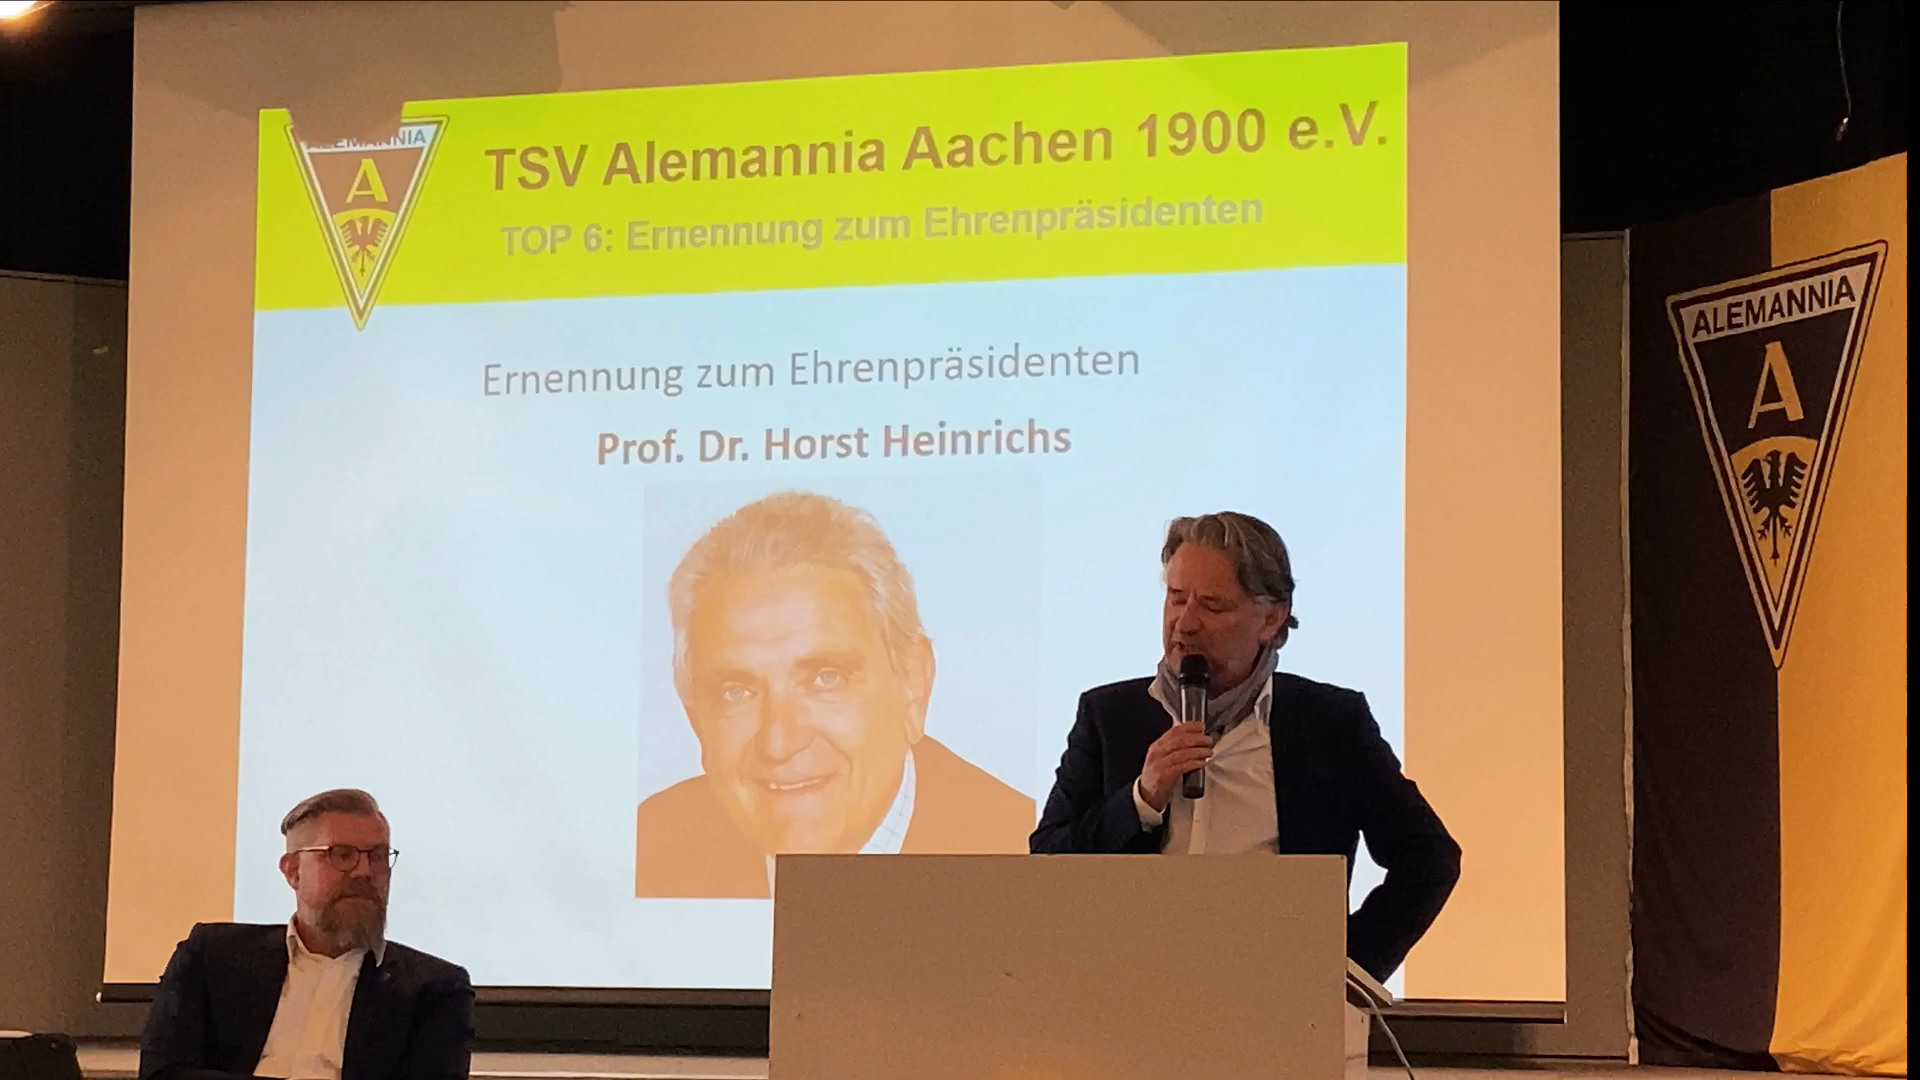 ALEMANNIA
A
TSV Alemannia Aachen 1900 e.V.
TOP 6: Ernennung zum Ehrenpräsidenten
Ernennung zum Ehrenpräsidenten
Prof. Dr. Horst Heinrichs
ALEMANNIA
A